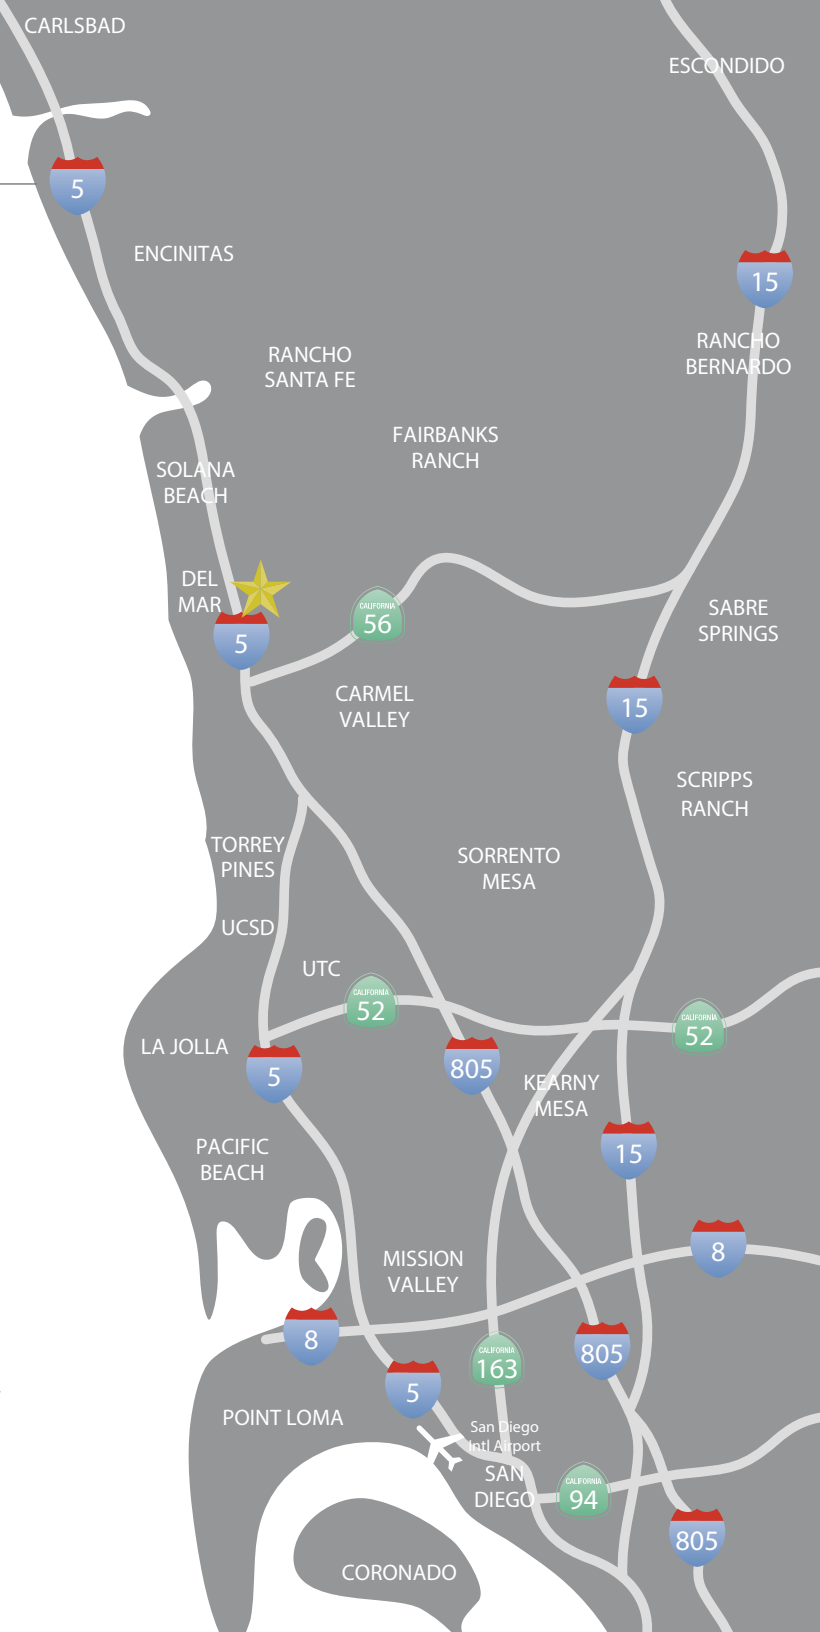 CARLSBAD
ESCONDIDO
5
ENCINITAS
15
RANCHO
BERNARDO
RANCHO
SANTA FE
FAIRBANKS
RANCH
SOLANA
BEACH
DEL
MAR
CALIFORNIA
56
5
SABRE
SPRINGS
CARMEL
VALLEY
15
SCRIPPS
RANCH
TORREY
PINES
SORRENTO
MESA
UCSD
UTC
CALIFORNIA
52
CALIFORNIA
52
LA JOLLA
5
805
KEARNY
MESA
PACIFIC
BEACH
15
8
MISSION
VALLEY
8
CALIFORNIA
163
805
5
POINT LOMA
San Diego
Intl Airport
SAN
DIEGO
CALIFORNIA
94
805
CORONADO